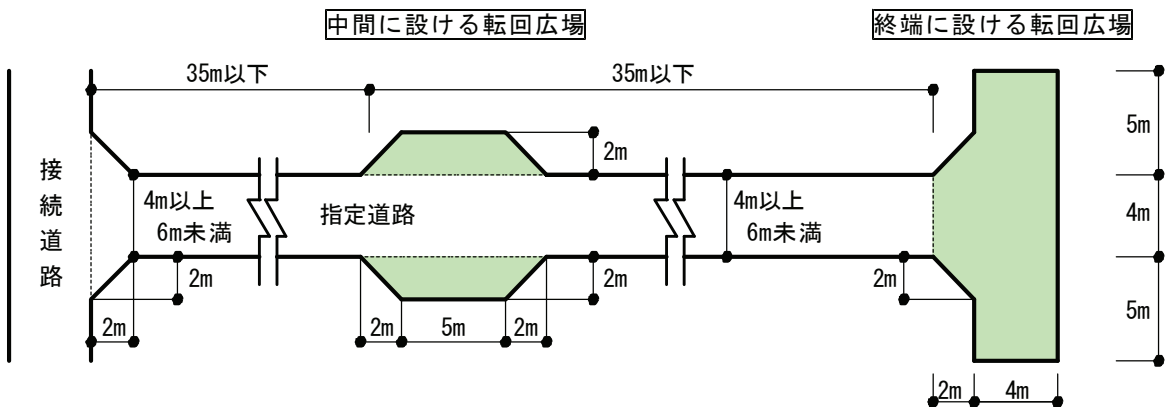 中間に設ける転回広場
終端に設ける転回広場
35m以下
35m以下
接続道路
4m以上
6m未満
指定道路
4m以上
6m未満
2m
2m
2m
2m
5m
4m
5m
2m
2m
5m
2m
2m
4m